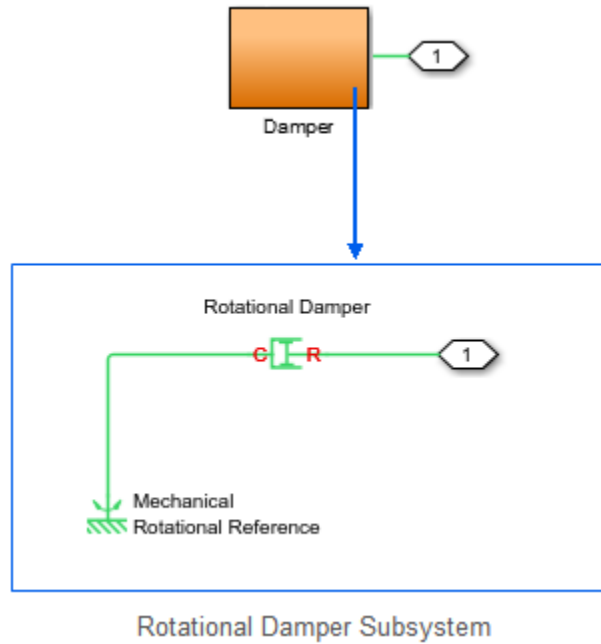 1
Damper
Rotational Damper
C
R
1
Mechanical
Rotational Reference
Rotational Damper Subsystem